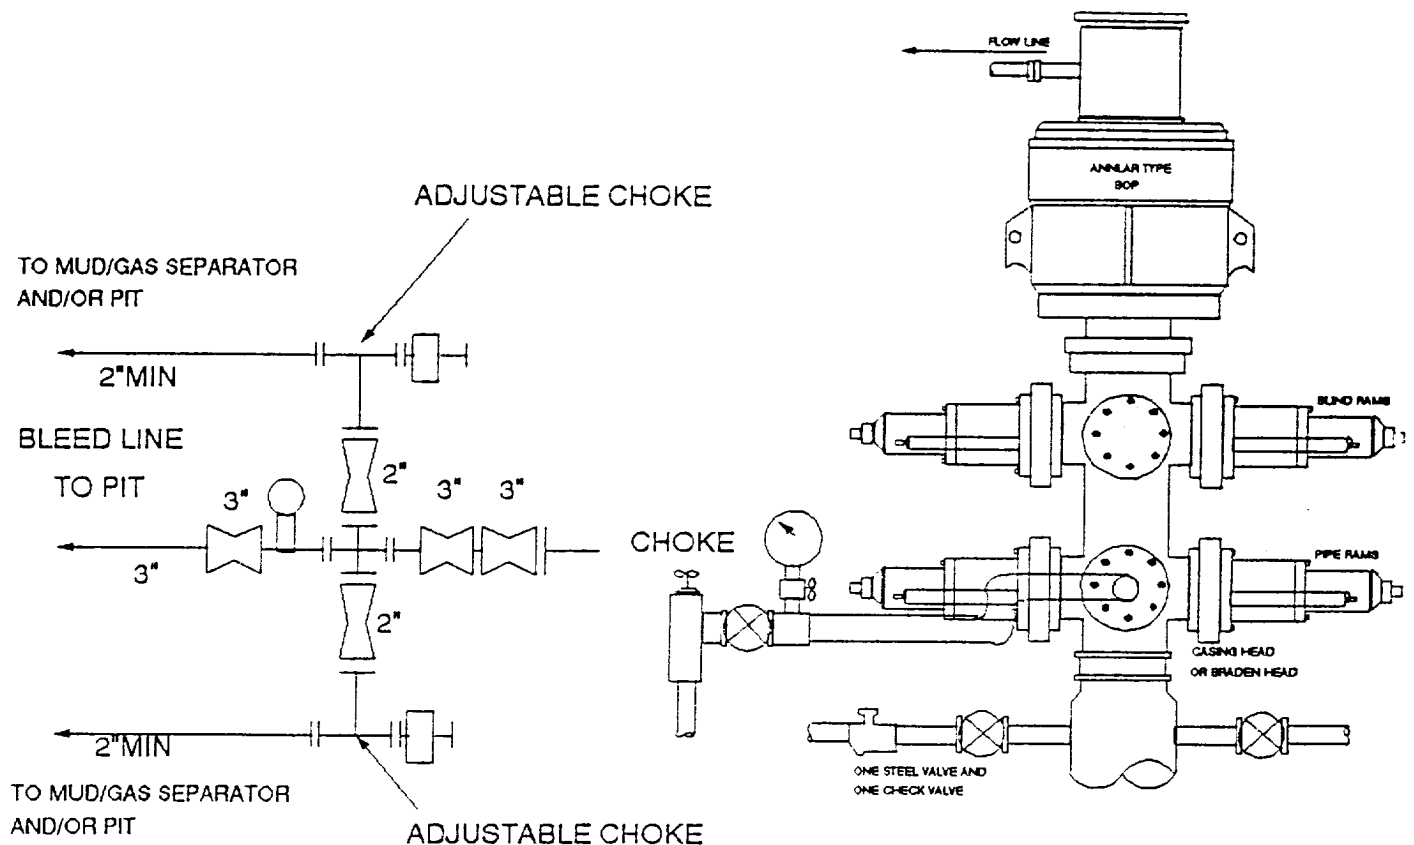 FLOW LINE
ANNLAR TYPE
BOP
ADJUSTABLE CHOKE
TO MUD/GAS SEPARATOR
AND/OR PIT
2"MIN
BLIND RAMS
BLEED LINE
TO PIT
2"
3"
3"
3"
3"
CHOKE
PIPE RAMS
2"
CASING HEAD
OR BRADEN HEAD
2"MIN
ONE STEEL VALVE AND
ONE CHECK VALVE
TO MUD/GAS SEPARATOR
AND/OR PIT
ADJUSTABLE CHOKE